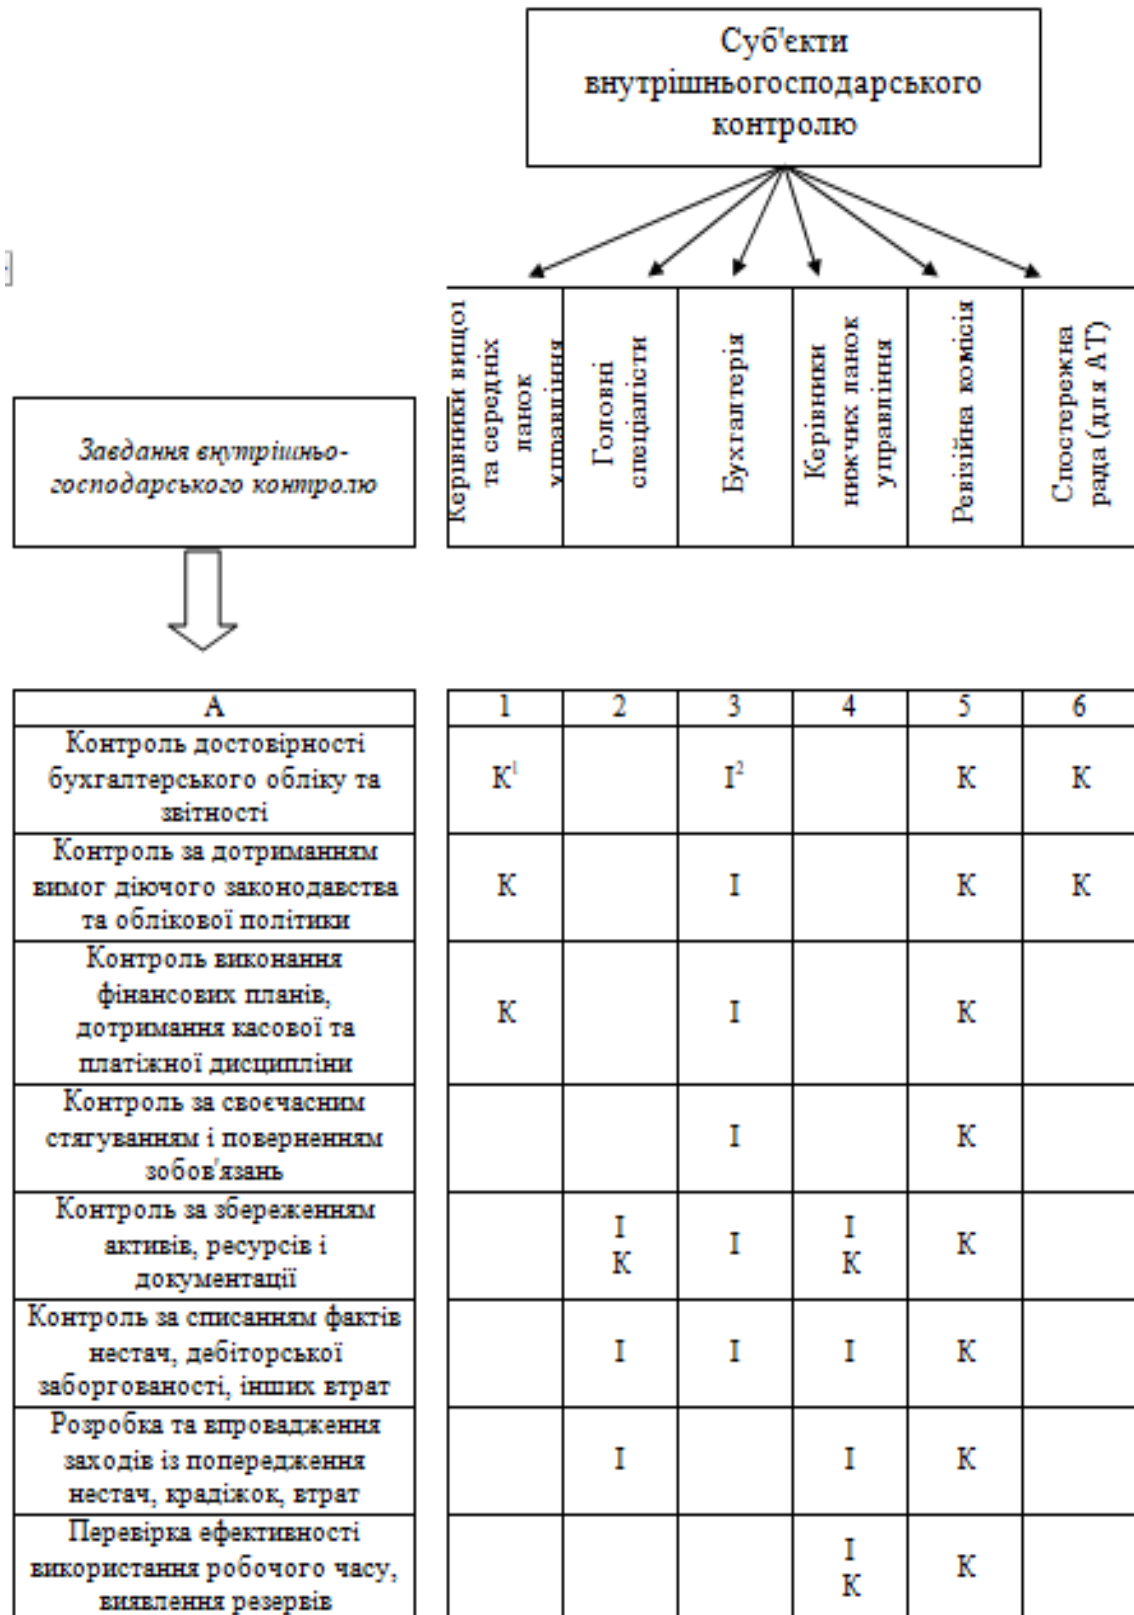 Суб'єкти
внутрішньогосподарського
контролю
Керівники вищої
та середніх
ланок
управління
Головні
спеціалісти
Бухгалтерія
Керівники
нижчих ланок
управління
Ревізійна комісія
Спостережна
рада (для АТ)
Завдання внутрішньо-
господарського контролю
А 1 2 3 4 5 6
Контроль достовірності
бухгалтерського обліку та
звітності
К¹ І² К К
Контроль за дотриманням
вимог діючого законодавства
та облікової політики
К І К К
Контроль виконання
фінансових планів,
дотримання касової та
платіжної дисципліни
К І К
Контроль за своєчасним
стягуванням і поверненням
зобов'язань
І К
Контроль за збереженням
активів, ресурсів і
документації
І К І І К К
Контроль за списанням фактів
нестач, дебіторської
заборгованості, інших втрат
І І І К
Розробка та впровадження
заходів із попередження
нестач, крадіжок, втрат
І І К
Перевірка ефективності
використання робочого часу,
виявлення резервів
І К К